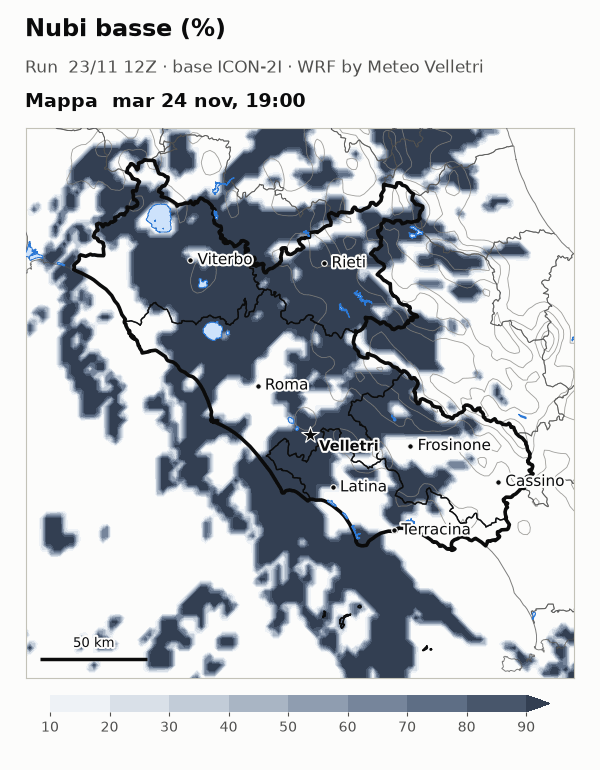 Nubi basse (%)
Run  23/11 12Z · base ICON-2I · WRF by Meteo Velletri
Mappa  mar 24 nov, 19:00
Viterbo
Rieti
Roma
Velletri
Frosinone
Latina
Cassino
Terracina
50 km
10 20 30 40 50 60 70 80 90